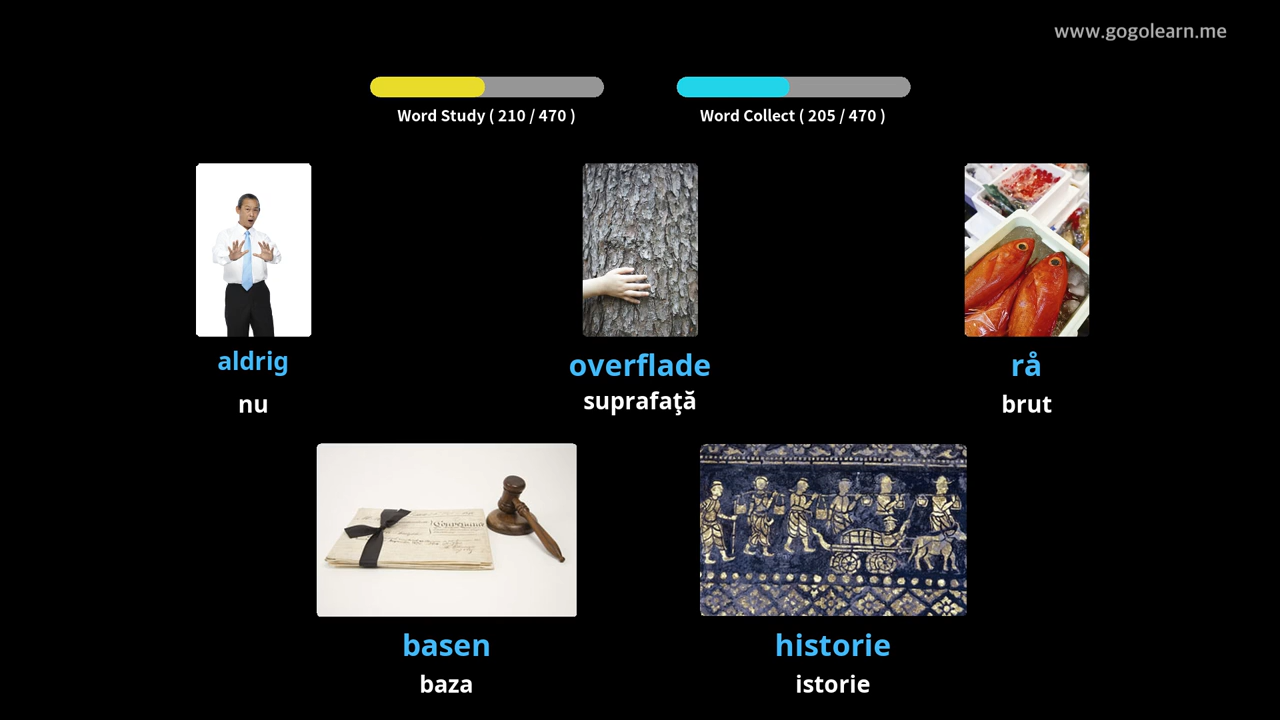 www.gogolearn.me
Word Study ( 210 / 470 )
Word Collect ( 205 / 470 )
aldrig
nu
overflade
suprafaţă
rå
brut
basen
baza
historie
istorie